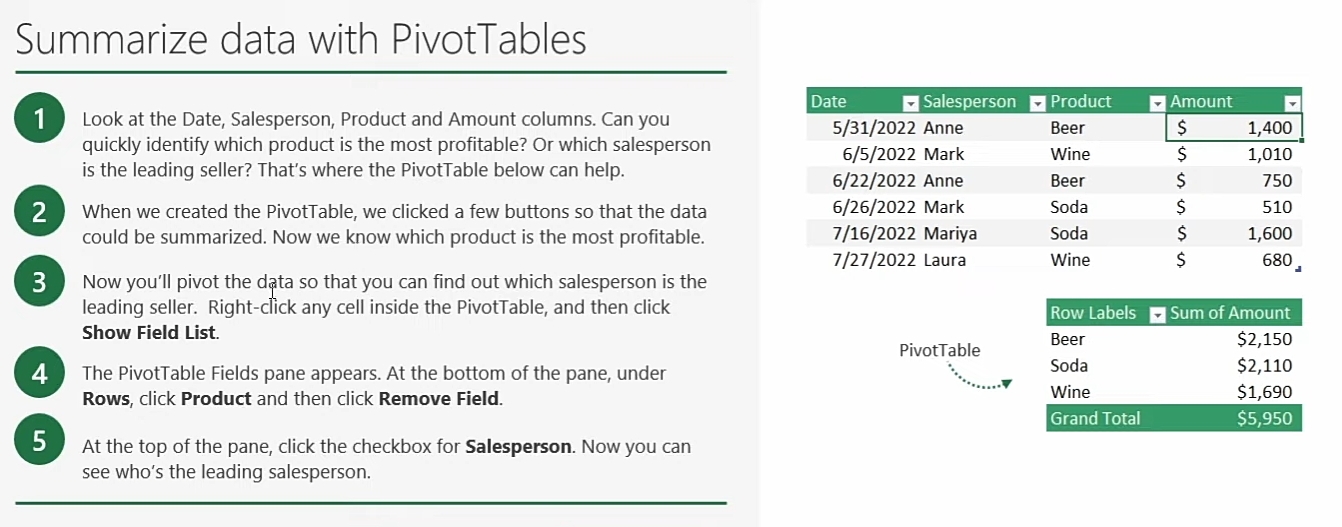 Summarize data with PivotTables
1
Look at the Date, Salesperson, Product and Amount columns. Can you
quickly identify which product is the most profitable? Or which salesperson
is the leading seller? That's where the PivotTable below can help.
2
When we created the PivotTable, we clicked a few buttons so that the data
could be summarized. Now we know which product is the most profitable.
3
Now you'll pivot the data so that you can find out which salesperson is the
leading seller.  Right-click any cell inside the PivotTable, and then click
Show Field List.
4
The PivotTable Fields pane appears. At the bottom of the pane, under
Rows, click Product and then click Remove Field.
5
At the top of the pane, click the checkbox for Salesperson. Now you can
see who's the leading salesperson.
Date Salesperson Product Amount
5/31/2022 Anne Beer $ 1,400
6/5/2022 Mark Wine $ 1,010
6/22/2022 Anne Beer $ 750
6/26/2022 Mark Soda $ 510
7/16/2022 Mariya Soda $ 1,600
7/27/2022 Laura Wine $ 680
PivotTable
Row Labels Sum of Amount
Beer $2,150
Soda $2,110
Wine $1,690
Grand Total $5,950